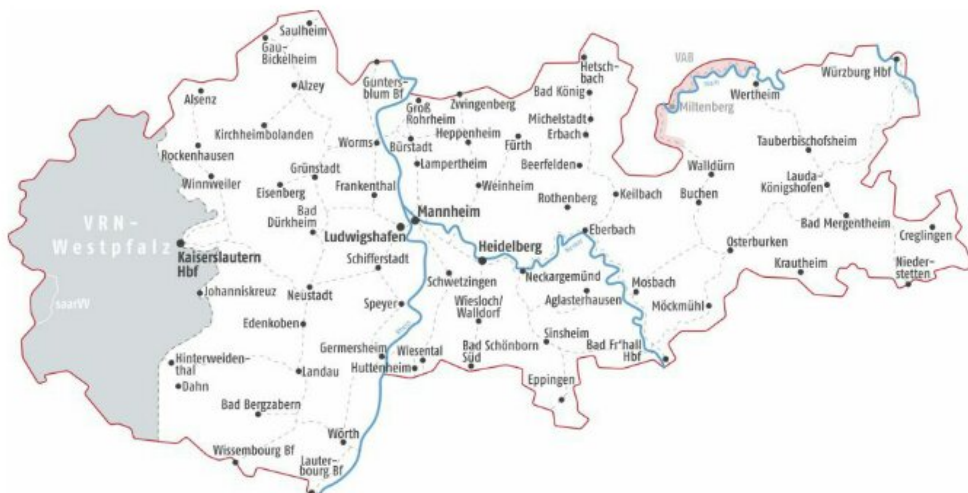 Saulheim
Gau-
Bickelheim
Alsenz
Alzey
Gunters-
blum Bf
Groß
Rohrheim
Zwingenberg
Hetsch-
bach
Bad König
VAB
Main
Miltenberg
Wertheim
Würzburg Hbf
Kirchheimbolanden
Rockenhausen
Worms
Bürstadt
Heppenheim
Fürth
Michelstadt
Erbach
Tauberbischofsheim
Winnweiler
Grünstadt
Eisenberg
Frankenthal
Lampertheim
Weinheim
Beerfelden
Walldürn
Lauda-
Königshofen
VRN-
Westpfalz
Bad
Dürkheim
Mannheim
Ludwigshafen
Rothenberg
Keilbach
Buchen
Bad Mergentheim
Creglingen
Kaiserslautern
Hbf
Heidelberg
Eberbach
Osterburken
Krautheim
Nieder-
stetten
Schifferstadt
Schwetzingen
Neckargemünd
Mosbach
saarVV
Johanniskreuz
Neustadt
Speyer
Wiesloch/
Walldorf
Aglasterhausen
Möckmühl
Edenkoben
Germersheim
Huttenheim
Wiesental
Bad Schönborn
Süd
Sinsheim
Bad Fr'hall
Hbf
Hinterweiden-
thal
Dahn
Landau
Eppingen
Bad Bergzabern
Wörth
Wissembourg Bf
Lauter-
bourg Bf